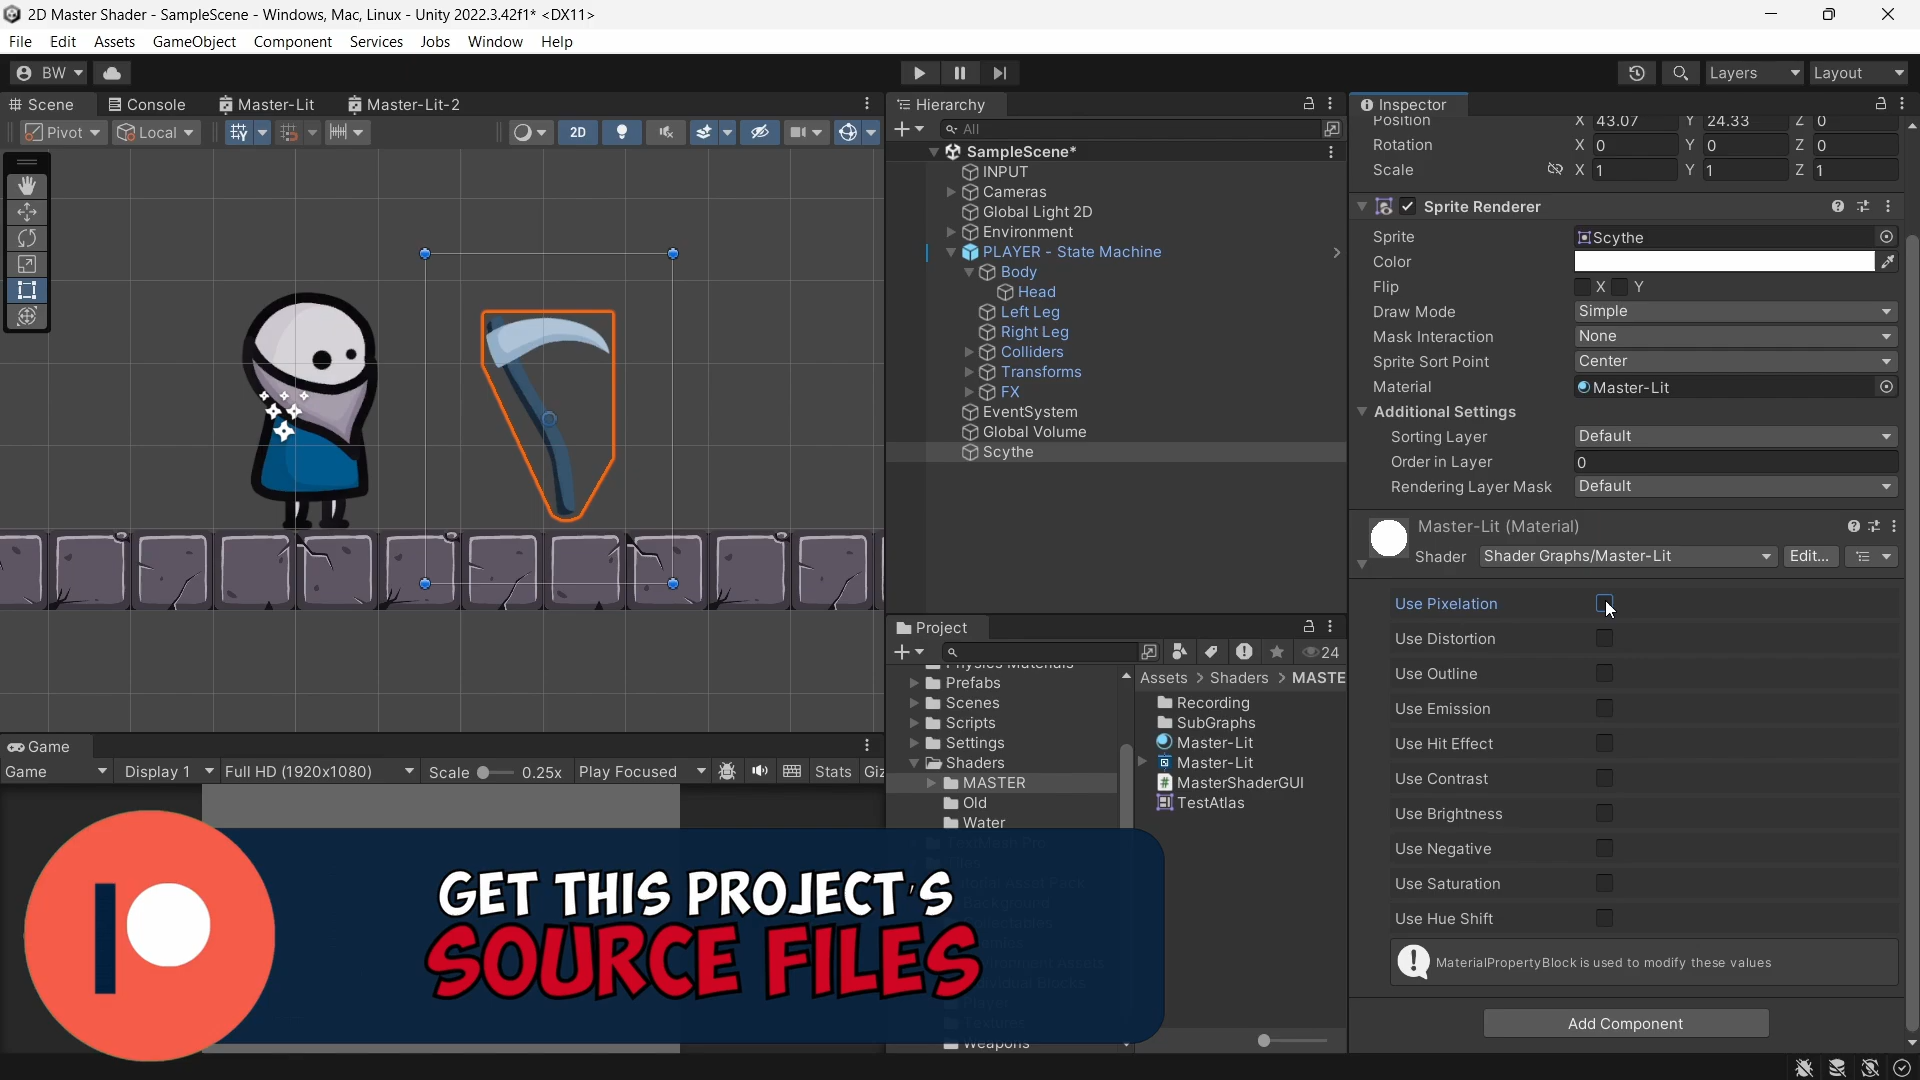 2D Master Shader - SampleScene - Windows, Mac, Linux - Unity 2022.3.42f1* <DX11>
File Edit Assets GameObject Component Services Jobs Window Help
BW
Layers Layout
Scene Console Master-Lit Master-Lit-2
Pivot Local 2D
Hierarchy
All
SampleScene*
INPUT
Cameras
Global Light 2D
Environment
PLAYER - State Machine
Body
Head
Left Leg
Right Leg
Colliders
Transforms
FX
EventSystem
Global Volume
Scythe
Inspector
Position X 43.07 Y 24.33 Z 0
Rotation X 0 Y 0 Z 0
Scale X 1 Y 1 Z 1
Sprite Renderer
Sprite Scythe
Color
Flip X Y
Draw Mode Simple
Mask Interaction None
Sprite Sort Point Center
Material Master-Lit
Additional Settings
Sorting Layer Default
Order in Layer 0
Rendering Layer Mask Default
Master-Lit (Material)
Shader Shader Graphs/Master-Lit Edit...
Use Pixelation
Use Distortion
Use Outline
Use Emission
Use Hit Effect
Use Contrast
Use Brightness
Use Negative
Use Saturation
Use Hue Shift
MaterialPropertyBlock is used to modify these values
Add Component
Project
24
Physics Materials
Prefabs
Scenes
Scripts
Settings
Shaders
MASTER
Old
Water
Weapons
Assets > Shaders > MASTE
Recording
SubGraphs
Master-Lit
Master-Lit
MasterShaderGUI
TestAtlas
Game
Game Display 1 Full HD (1920x1080) Scale 0.25x Play Focused Stats Giz
GET THIS PROJECT'S
SOURCE FILES